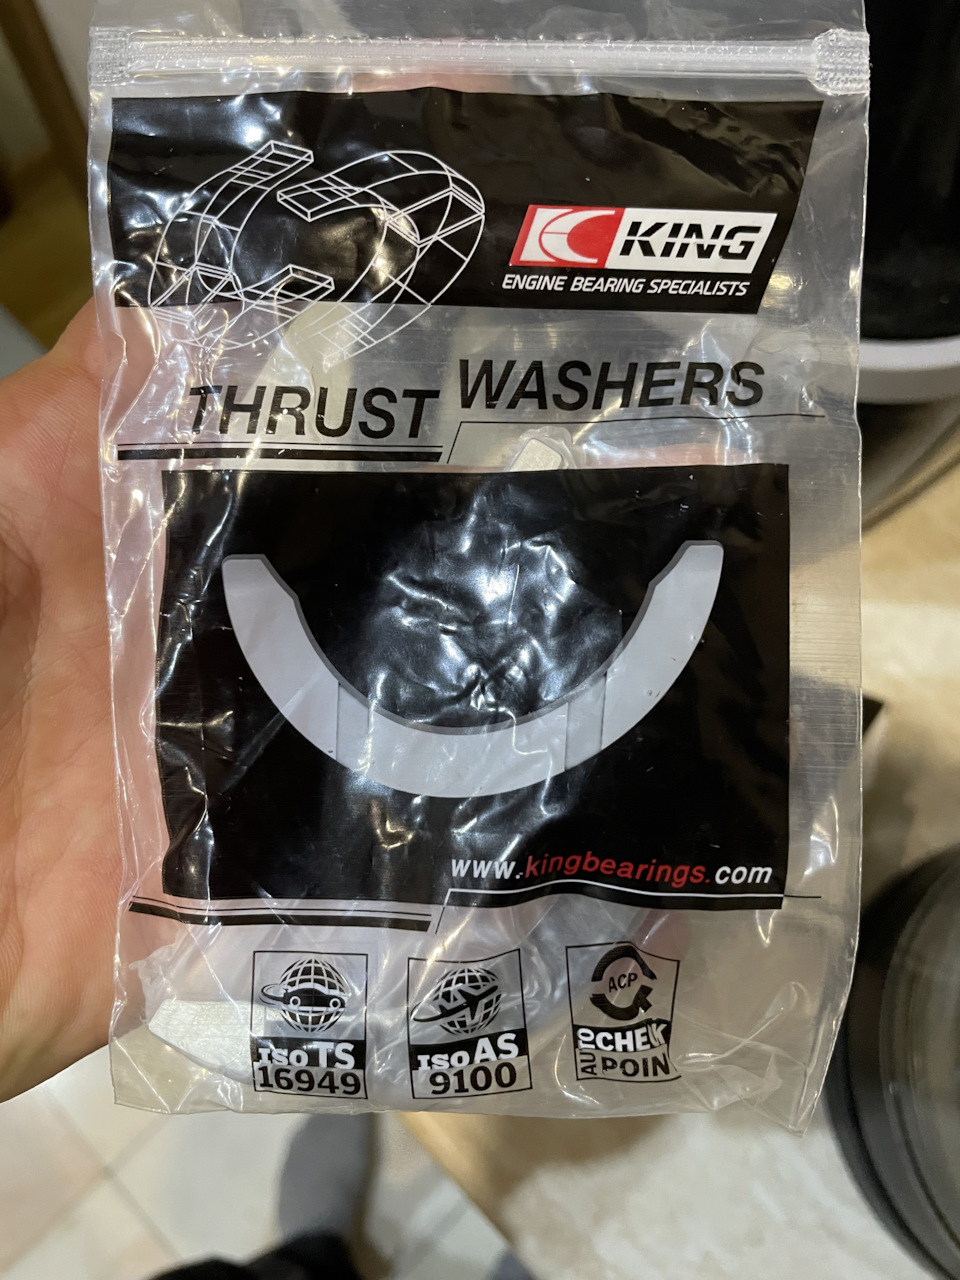 KING
ENGINE BEARING SPECIALISTS
THRUST WASHERS
www.kingbearings.com
ISO TS
16949
ISO AS
9100
ACP
AUTO CHECK
POIN